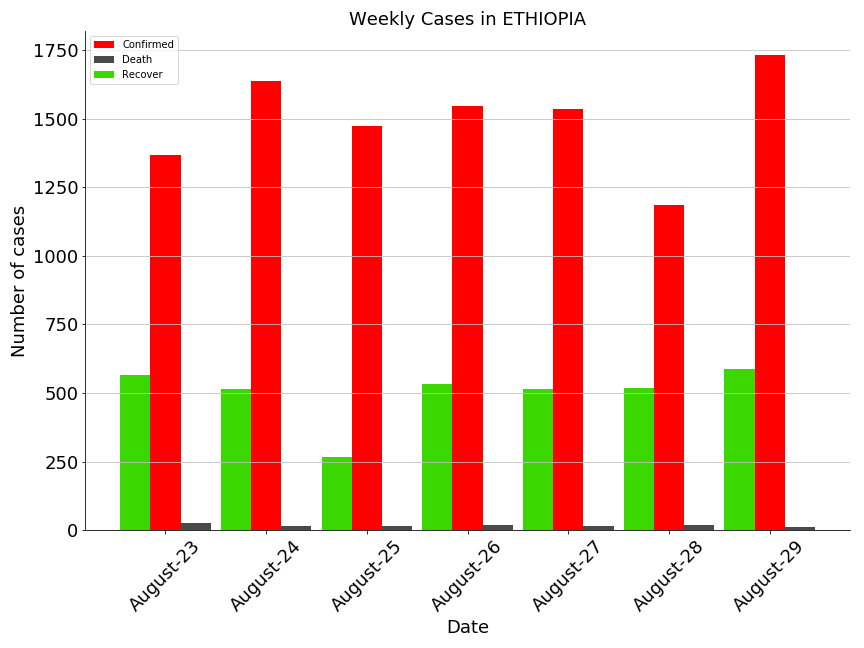 Weekly Cases in ETHIOPIA
Confirmed
Death
Recover
1750
1500
1250
1000
750
500
250
0
Number of cases
August-23
August-24
August-25
August-26
August-27
August-28
August-29
Date